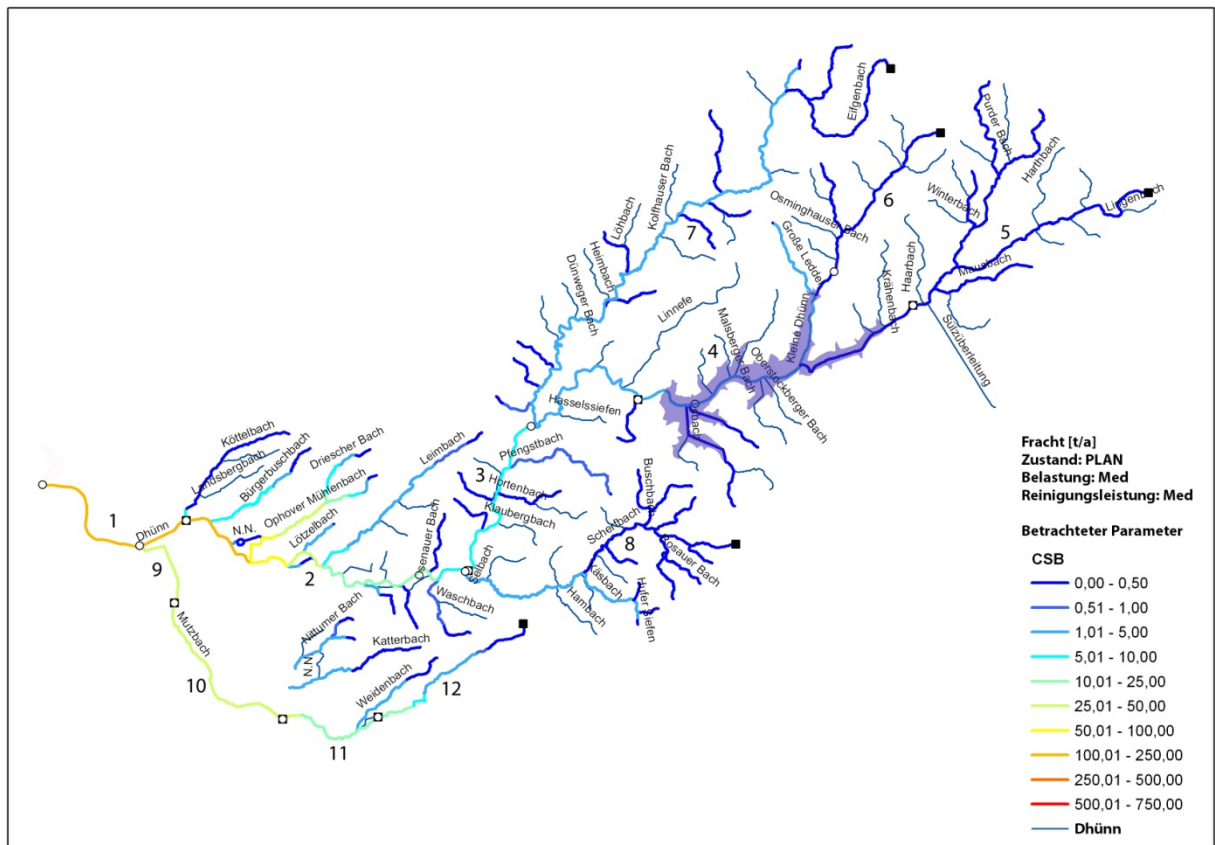 Eifgenbach
Purder Bach
Harthbach
Lingenbach
6
Winterbach
5
Osminghauser Bach
Kolfhauser Bach
Löhbach
7
Große Ledder
Mausbach
Haarbach
Krähenbach
Heimbach
Dünweger Bach
Linnefe
Kleine Dhünn
Sülzüberleitung
4
Malsberger Bach
Oberstockberger Bach
Hasselssiefen
Köttelbach
Landsbergbach
Bürgerbuschbach
Driescher Bach
Leimbach
Pfengstbach
3
Hortenbach
Buschbach
Ophover Mühlenbach
N.N.
Klaubergbach
1
Dhünn
Lötzelbach
Scherfbach
8
9
2
Rosauer Bach
Käsbach
Waschbach
Hambach
Hufer Siefen
Mutzbach
Nittumer Bach
N.N
Katterbach
10
Weidenbach
12
11
Fracht [t/a]
Zustand: PLAN
Belastung: Med
Reinigungsleistung: Med
Betrachteter Parameter
CSB
0,00 - 0,50
0,51 - 1,00
1,01 - 5,00
5,01 - 10,00
10,01 - 25,00
25,01 - 50,00
50,01 - 100,00
100,01 - 250,00
250,01 - 500,00
500,01 - 750,00
Dhünn